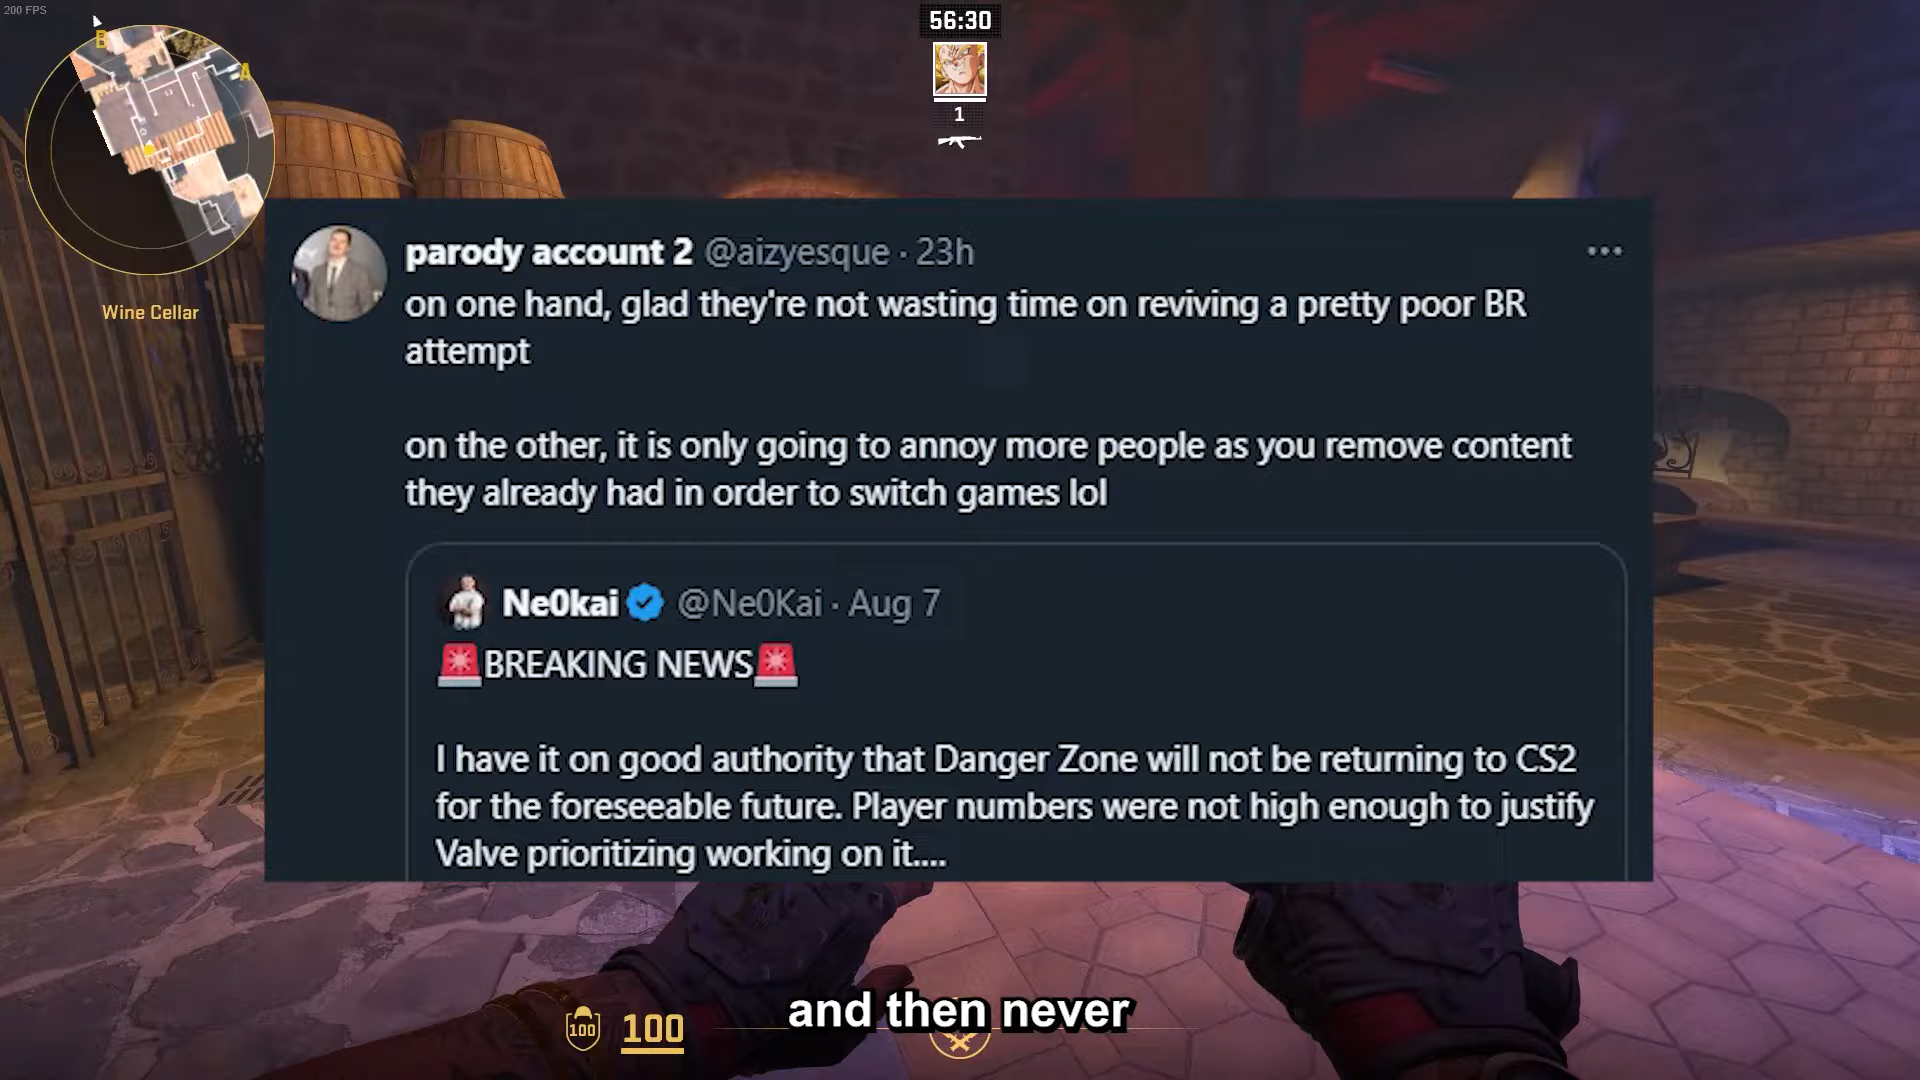 200 FPS
56:30
B
A
1
Wine Cellar
parody account 2 @aizyesque · 23h
on one hand, glad they're not wasting time on reviving a pretty poor BR
attempt
on the other, it is only going to annoy more people as you remove content
they already had in order to switch games lol
Ne0kai @Ne0Kai · Aug 7
🚨BREAKING NEWS🚨
I have it on good authority that Danger Zone will not be returning to CS2
for the foreseeable future. Player numbers were not high enough to justify
Valve prioritizing working on it....
and then never
100
100